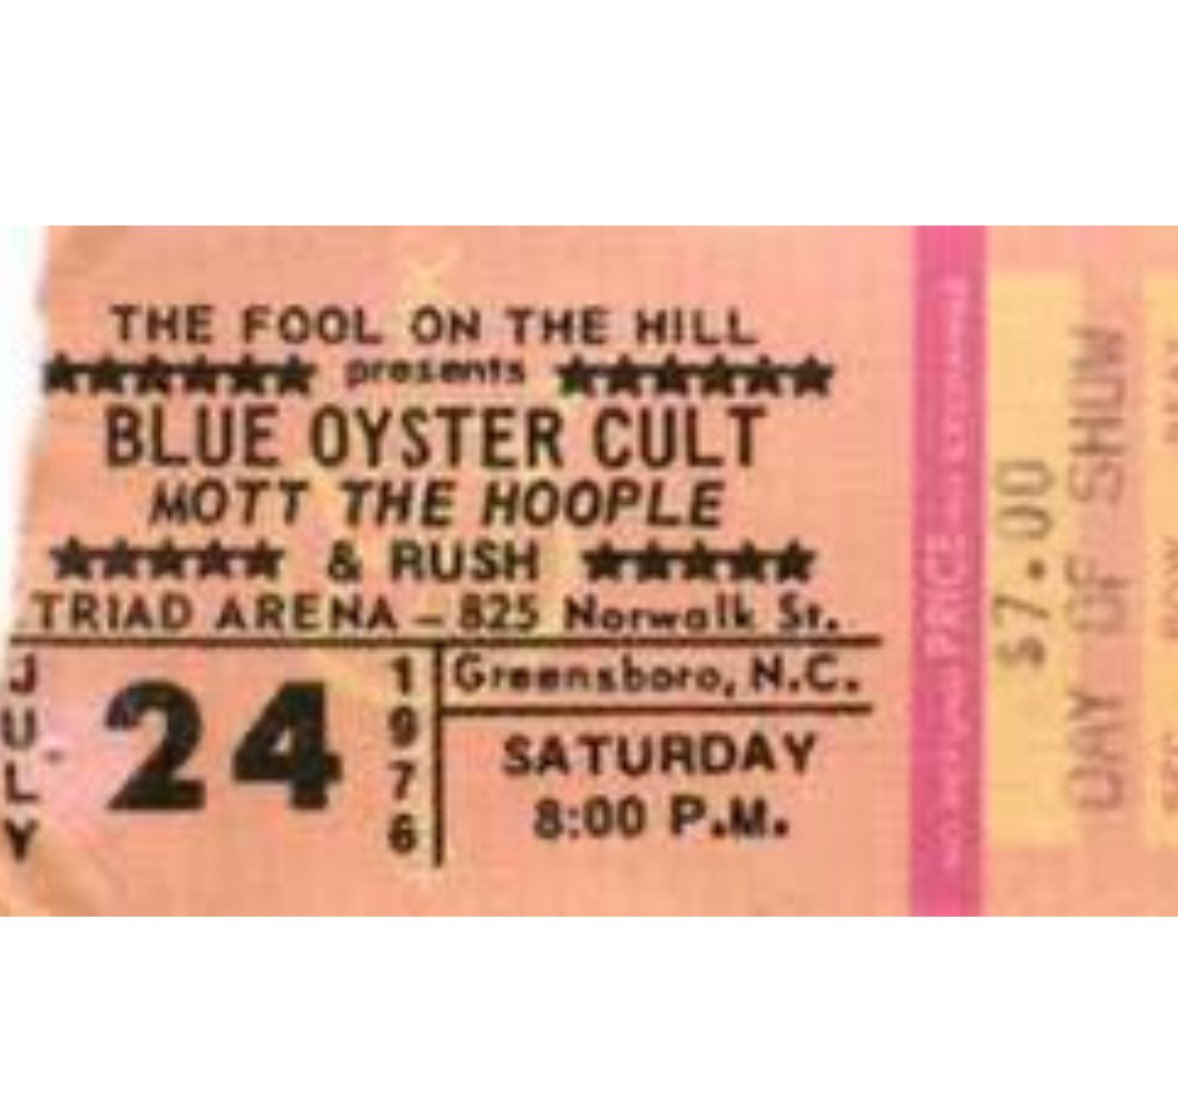 THE FOOL ON THE HILL
presents
BLUE OYSTER CULT
MOTT THE HOOPLE
& RUSH
TRIAD ARENA – 825 Norwalk St.
JULY
24
1976
Greensboro, N.C.
SATURDAY
8:00 P.M.
PRICE
$7.00
DAY OF SHOW